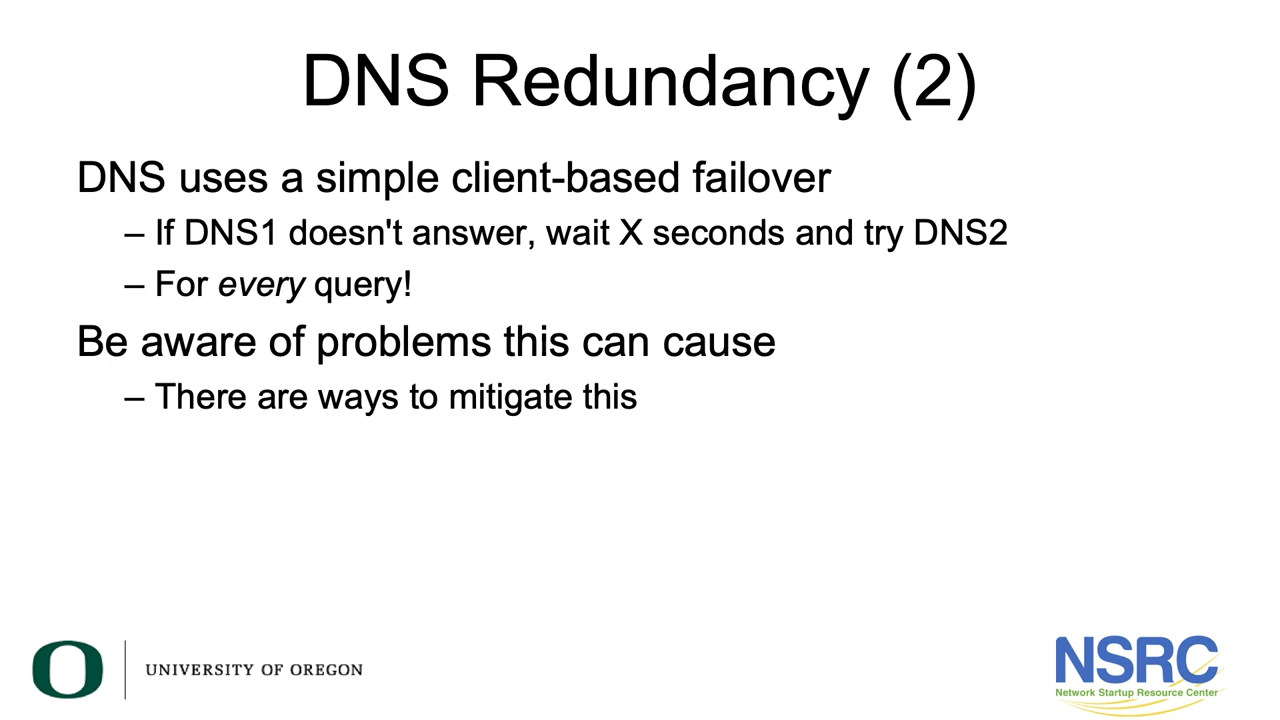 DNS Redundancy (2)
DNS uses a simple client-based failover
– If DNS1 doesn't answer, wait X seconds and try DNS2
– For every query!
Be aware of problems this can cause
– There are ways to mitigate this
O
UNIVERSITY OF OREGON
NSRC
Network Startup Resource Center